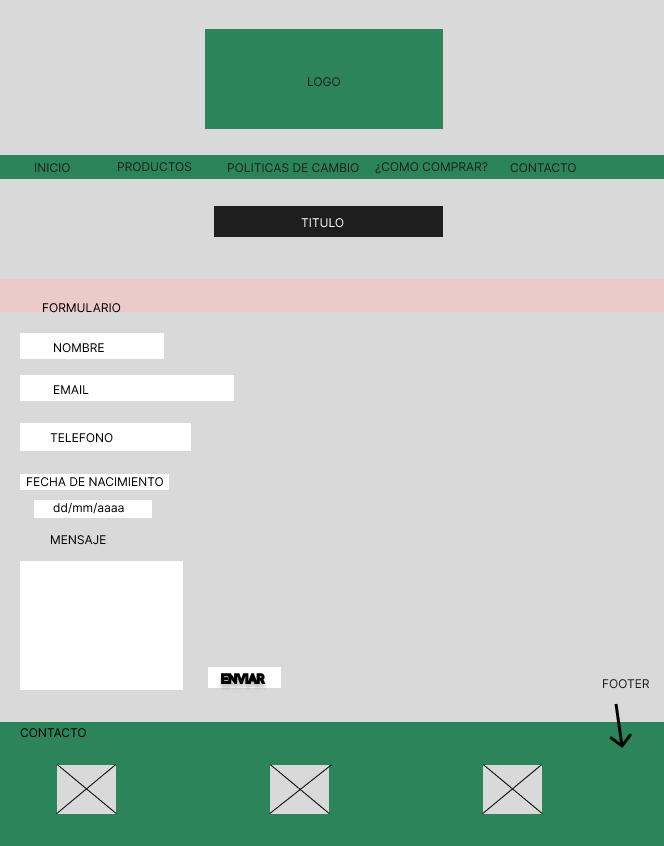 LOGO
INICIO PRODUCTOS POLITICAS DE CAMBIO ¿COMO COMPRAR? CONTACTO
TITULO
FORMULARIO
NOMBRE
EMAIL
TELEFONO
FECHA DE NACIMIENTO
dd/mm/aaaa
MENSAJE
ENVIAR
FOOTER
CONTACTO